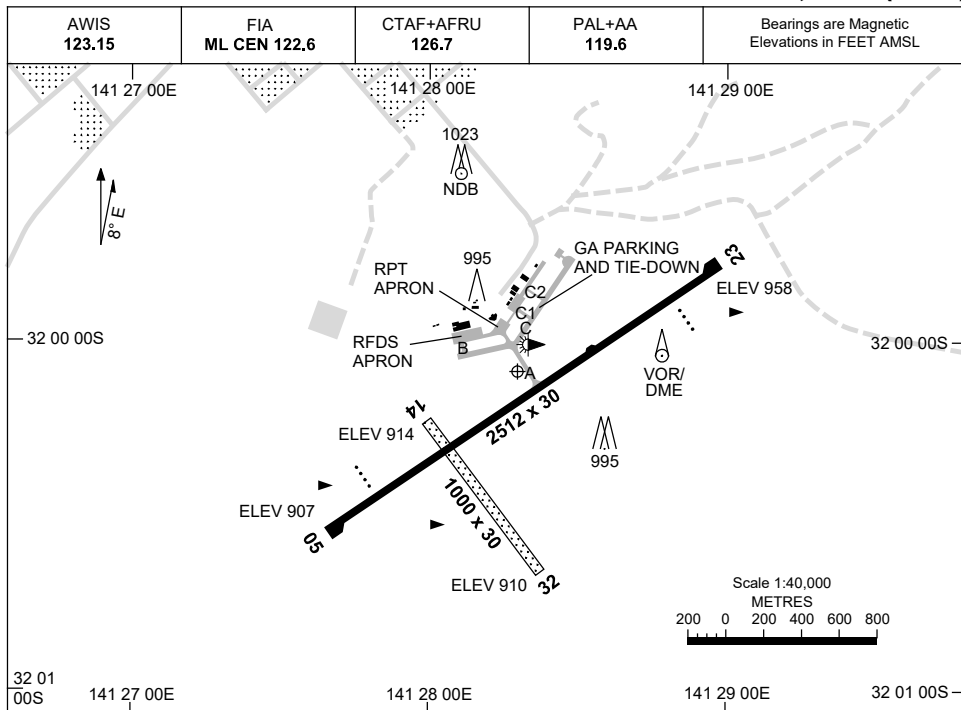 AWIS
123.15
FIA
ML CEN 122.6
CTAF+AFRU
126.7
PAL+AA
119.6
Bearings are Magnetic
Elevations in FEET AMSL
141 27 00E
141 28 00E
141 29 00E
8° E
1023
NDB
995
RPT
APRON
GA PARKING
AND TIE-DOWN
C2
C1
C
23
ELEV 958
RFDS
APRON
B
A
32 00 00S
32 00 00S
VOR/
DME
2512 x 30
14
ELEV 914
995
1000 x 30
ELEV 907
05
ELEV 910
32
Scale 1:40,000
METRES
200 0 200 400 600 800
32 01
00S
141 27 00E
141 28 00E
141 29 00E
32 01 00S